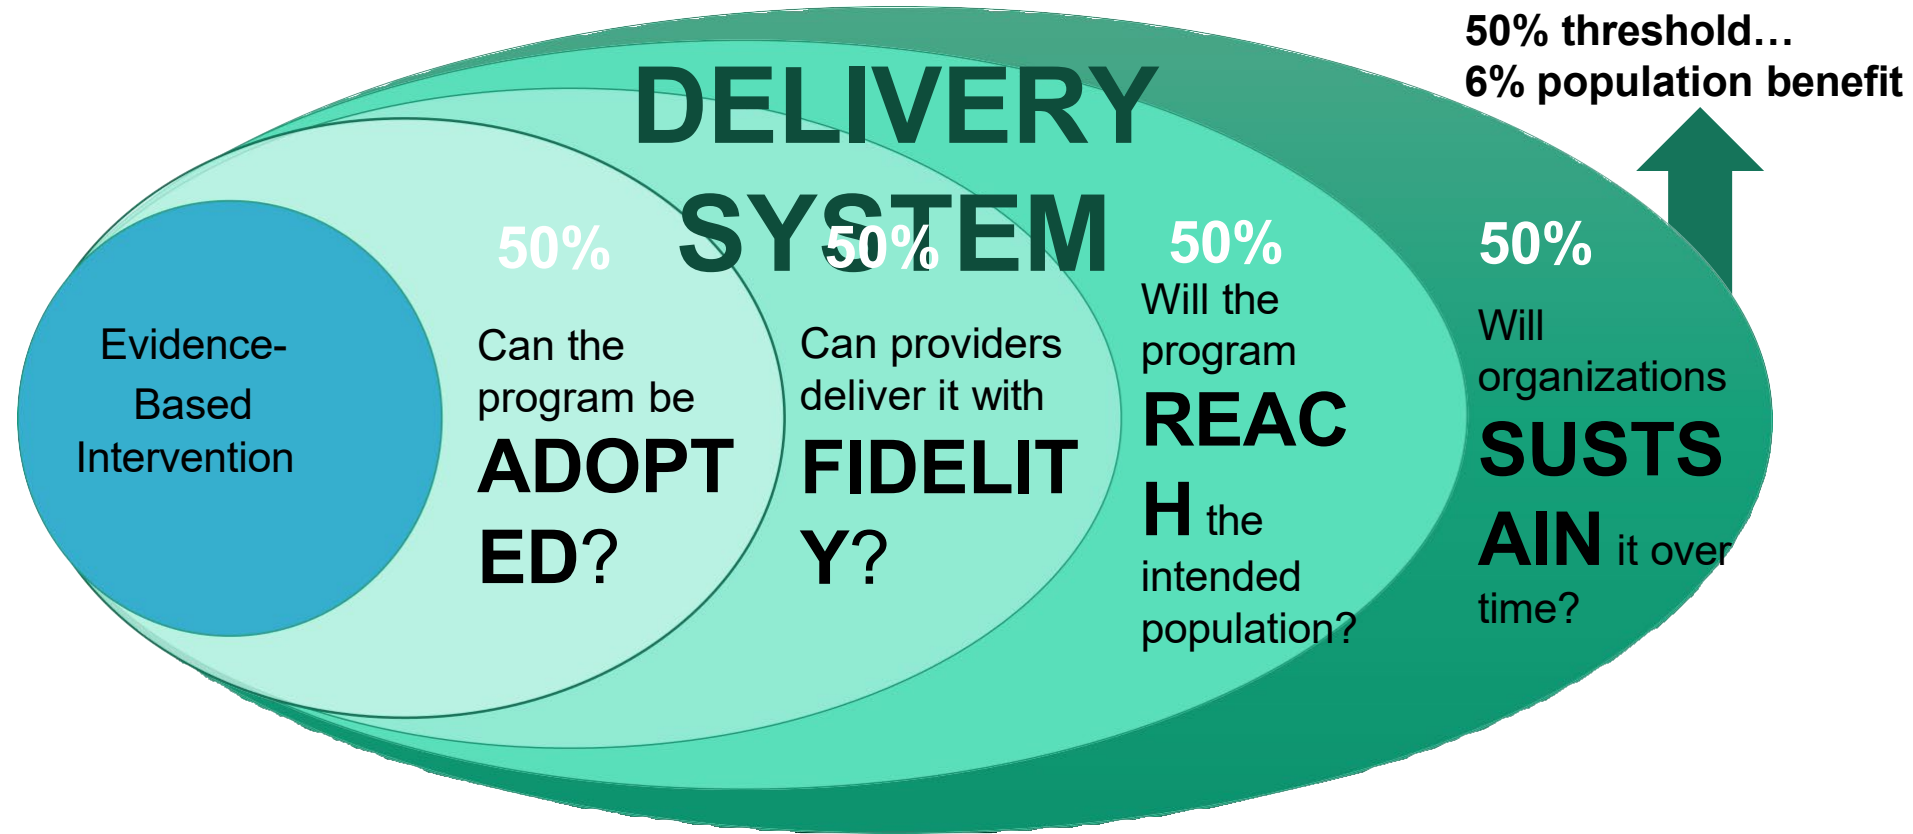 50% threshold…
6% population benefit
DELIVERY
SYSTEM
Evidence-
Based
Intervention
50%
Can the
program be
ADOPT
ED?
50%
Can providers
deliver it with
FIDELIT
Y?
50%
Will the
program
REAC
H the
intended
population?
50%
Will
organizations
SUSTS
AIN it over
time?